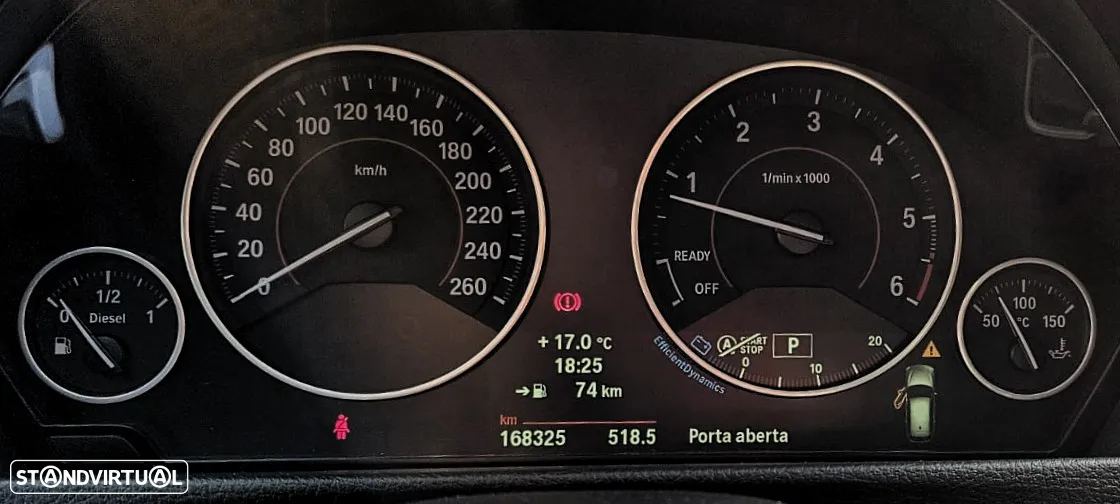 0 20 40 60 80 100 120 140 160 180 200 220 240 260
km/h
0 1/2 1
Diesel
1 2 3 4 5 6
1/min x 1000
READY
OFF
50 100 150
°C
+ 17.0 °C
18:25
74 km
km
168325 518.5
A START
STOP
P
0 10 20
EfficientDynamics
Porta aberta
STANDVIRTUAL